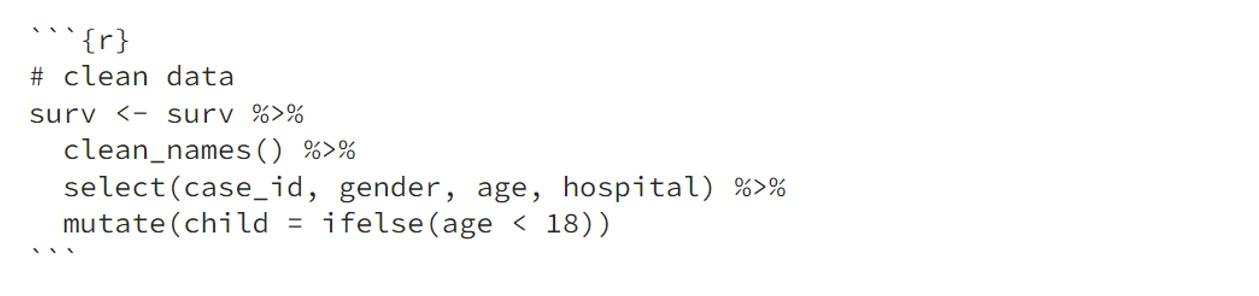 ```{r}
# clean data
surv <- surv %>%
  clean_names() %>%
  select(case_id, gender, age, hospital) %>%
  mutate(child = ifelse(age < 18))
```